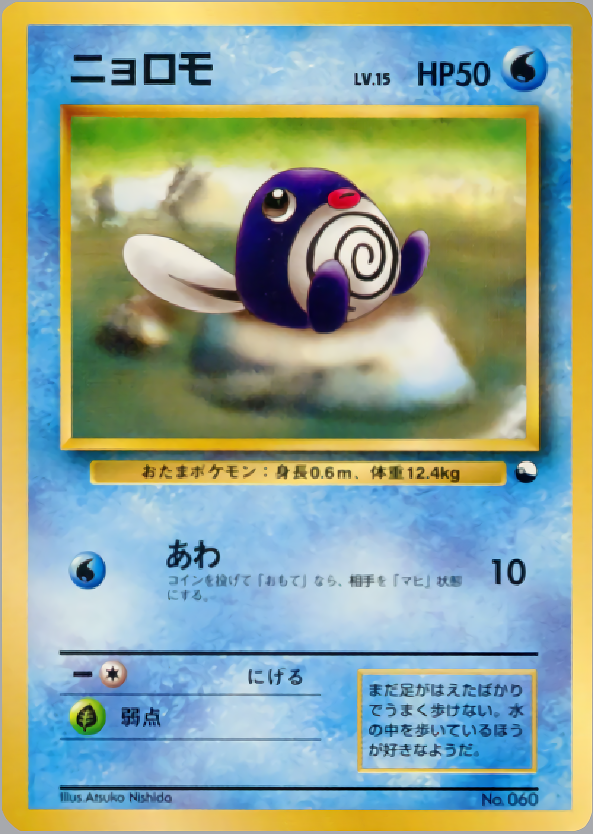 ニョロモ LV.15 HP50
おたまポケモン：身長0.6m、体重12.4kg
あわ 10
コインを投げて「おもて」なら、相手を「マヒ」状態
にする。
ー にげる
弱点
まだ足がはえたばかり
でうまく歩けない。水
の中を歩いているほう
が好きなようだ。
Illus.Atsuko Nishida No.060